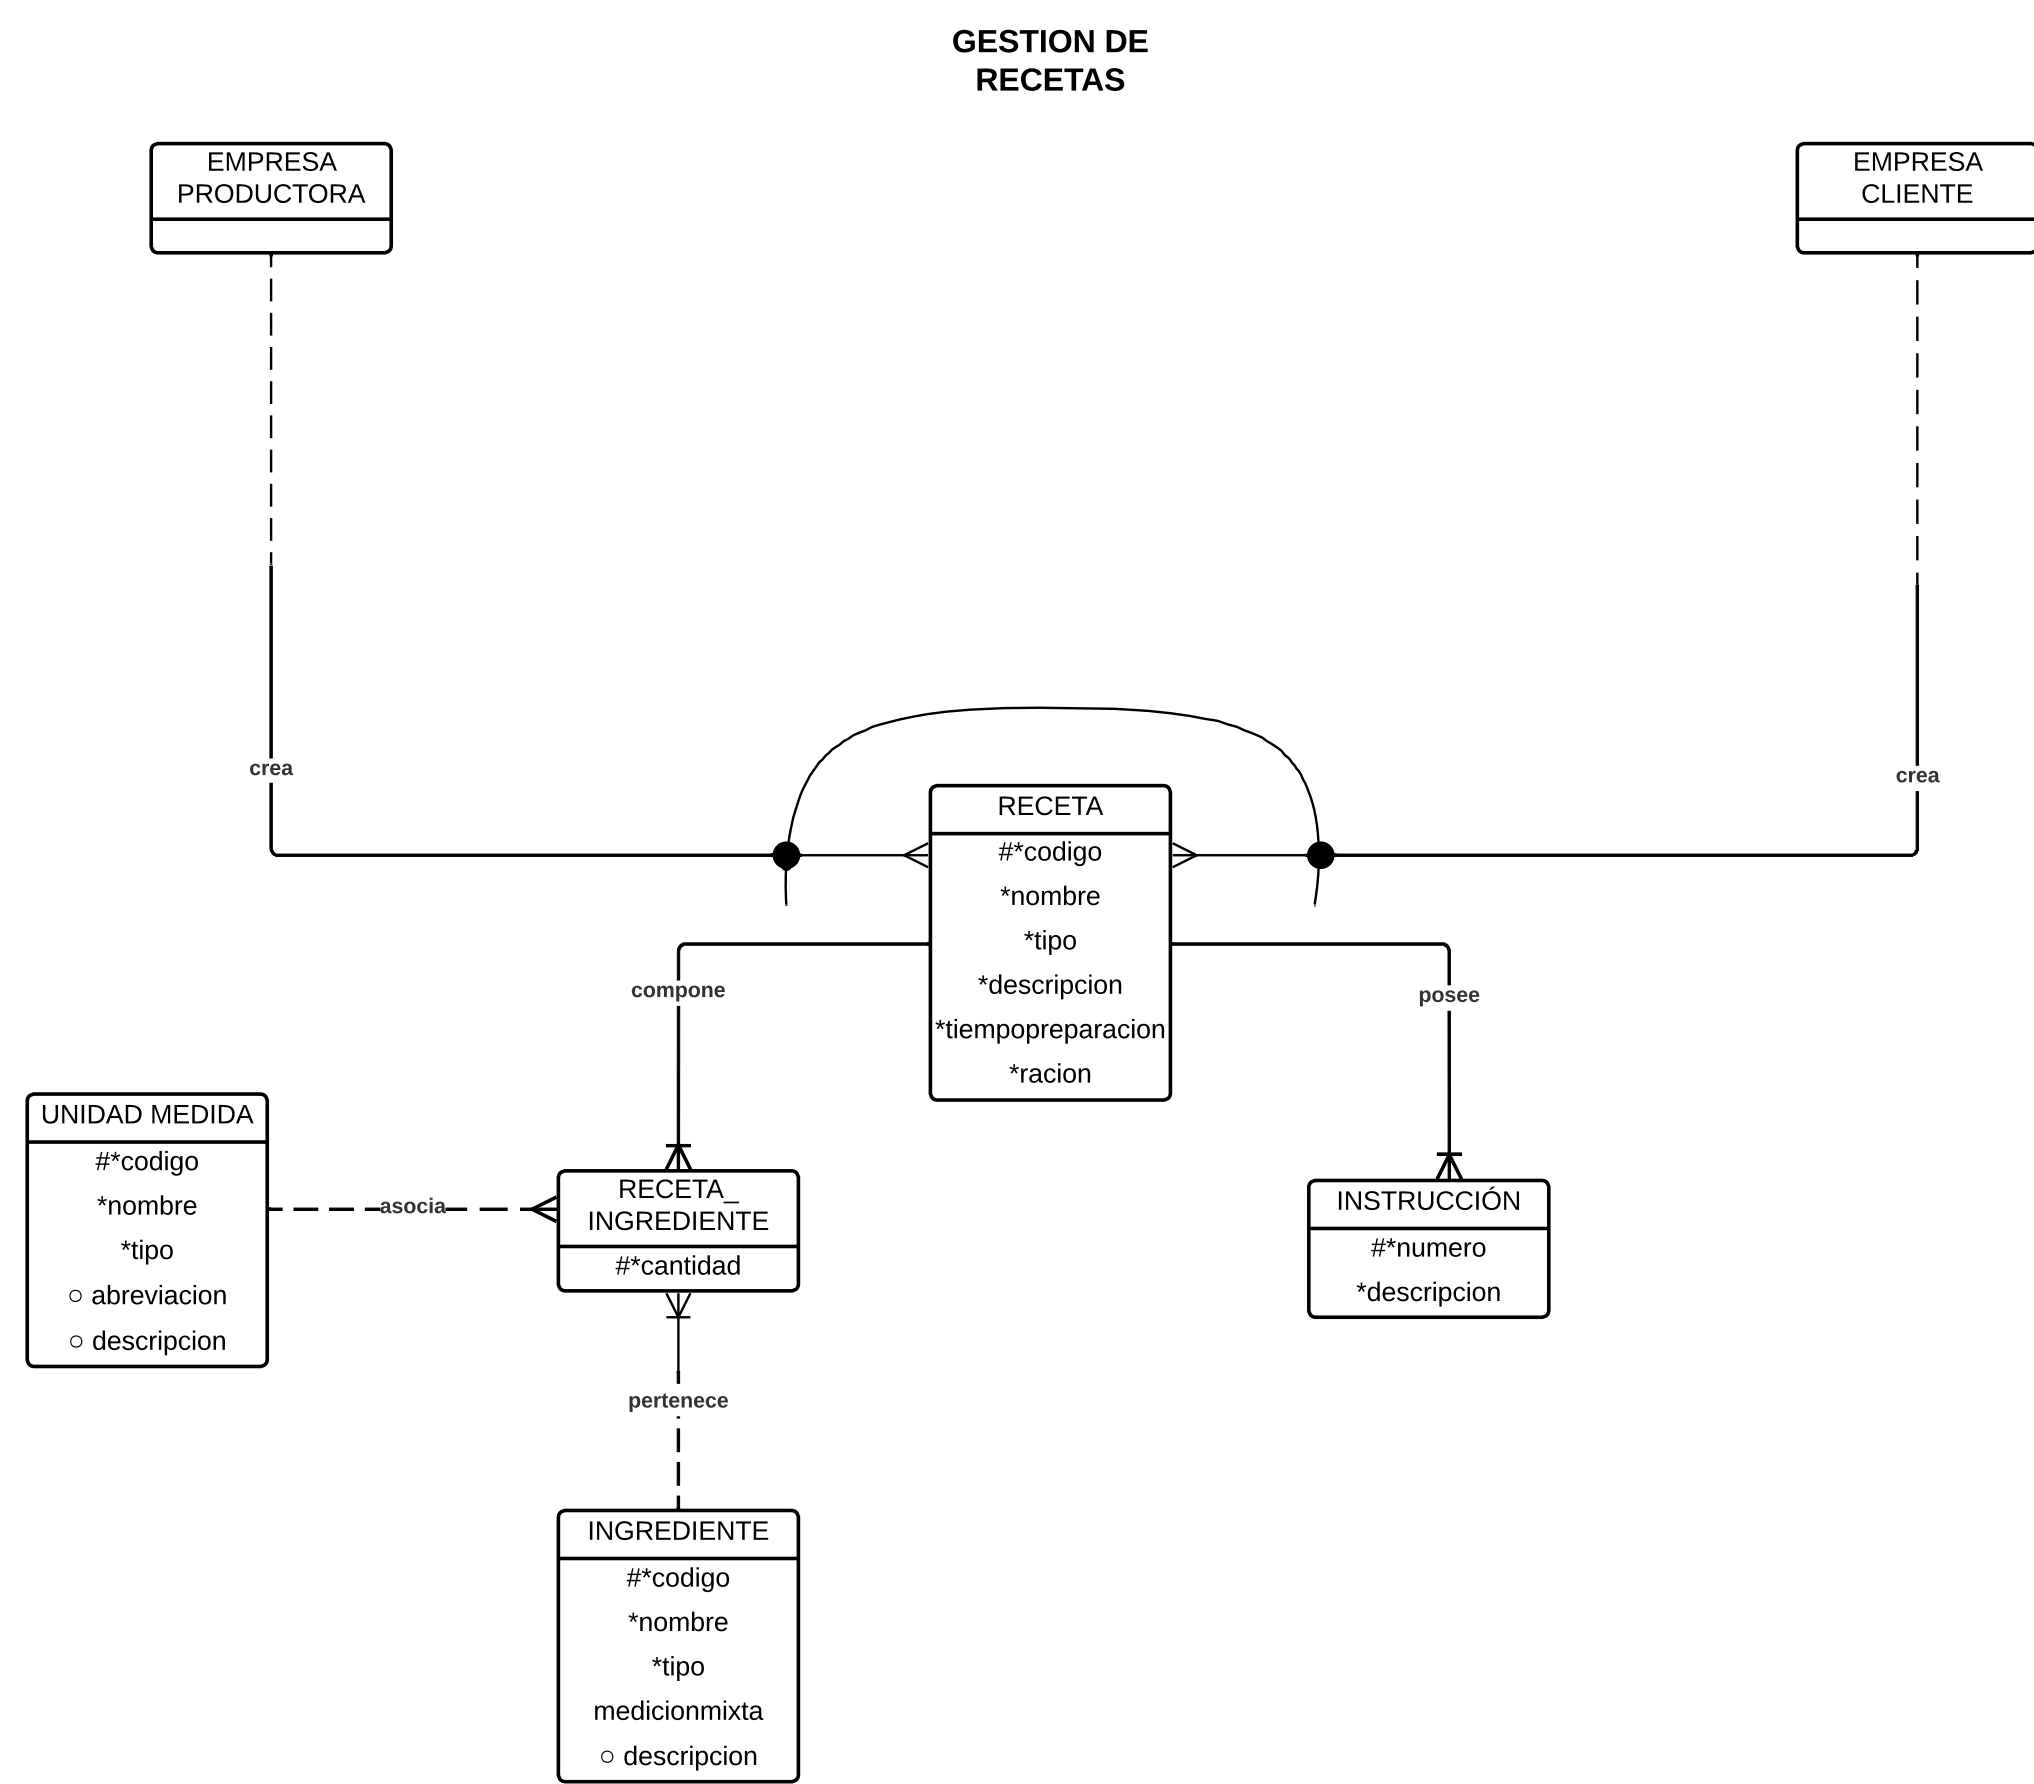 GESTION DE
RECETAS
EMPRESA
PRODUCTORA
EMPRESA
CLIENTE
crea
crea
RECETA
#*codigo
*nombre
*tipo
*descripcion
*tiempopreparacion
*racion
compone
posee
UNIDAD MEDIDA
#*codigo
*nombre
*tipo
○ abreviacion
○ descripcion
asocia
RECETA_
INGREDIENTE
#*cantidad
INSTRUCCIÓN
#*numero
*descripcion
pertenece
INGREDIENTE
#*codigo
*nombre
*tipo
medicionmixta
○ descripcion